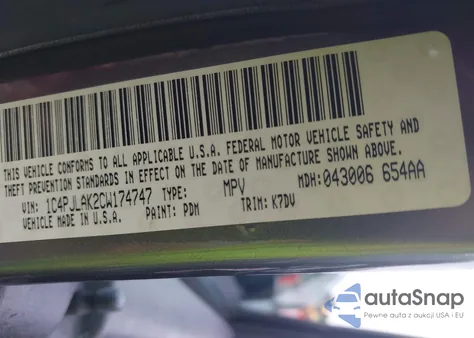 THIS VEHICLE CONFORMS TO ALL APPLICABLE U.S.A. FEDERAL MOTOR VEHICLE SAFETY AND
THEFT PREVENTION STANDARDS IN EFFECT ON THE DATE OF MANUFACTURE SHOWN ABOVE.
VIN: 1C4PJLAK2CW174747 TYPE: MPV MDH: 043006 654AA
VEHICLE MADE IN U.S.A. PAINT: PDM TRIM: K7DV
autoSnap
Pewne auta z aukcji USA i EU